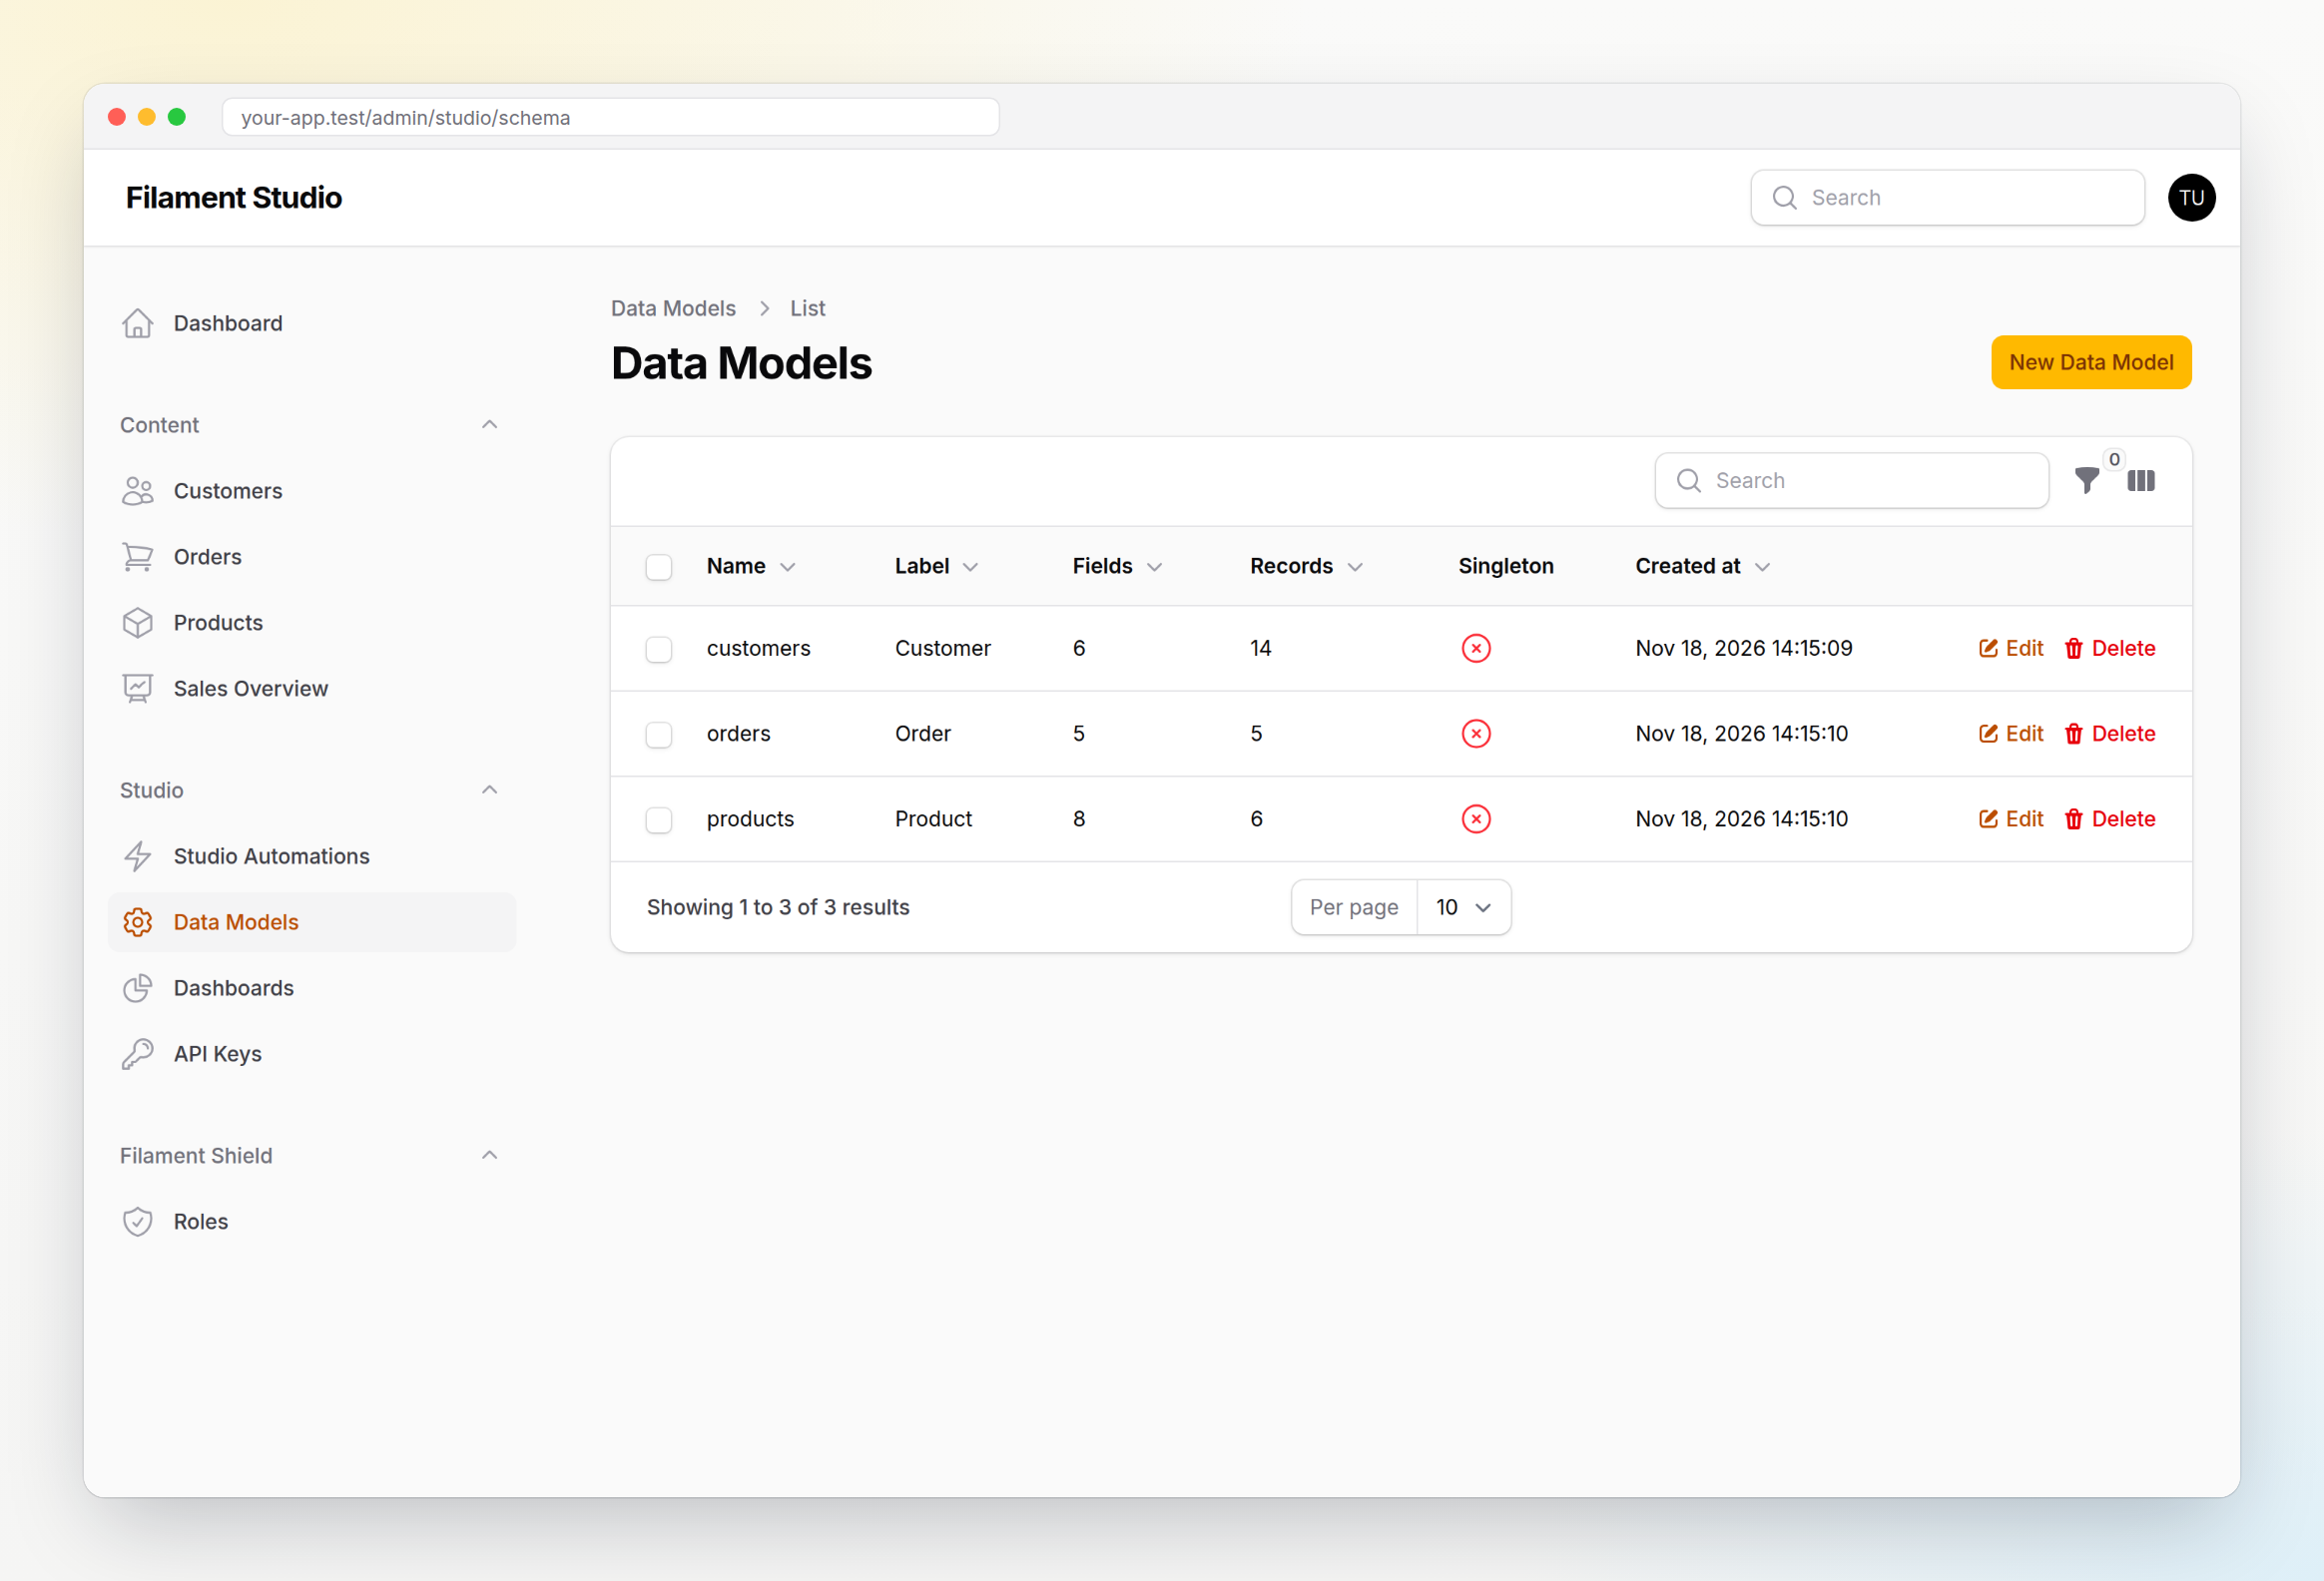 your-app.test/admin/studio/schema
Filament Studio
Search
TU
Dashboard
Content
Customers
Orders
Products
Sales Overview
Studio
Studio Automations
Data Models
Dashboards
API Keys
Filament Shield
Roles
Data Models > List
Data Models
New Data Model
Search
0
Name Label Fields Records Singleton Created at
customers Customer 6 14 Nov 18, 2026 14:15:09 Edit Delete
orders Order 5 5 Nov 18, 2026 14:15:10 Edit Delete
products Product 8 6 Nov 18, 2026 14:15:10 Edit Delete
Showing 1 to 3 of 3 results
Per page 10